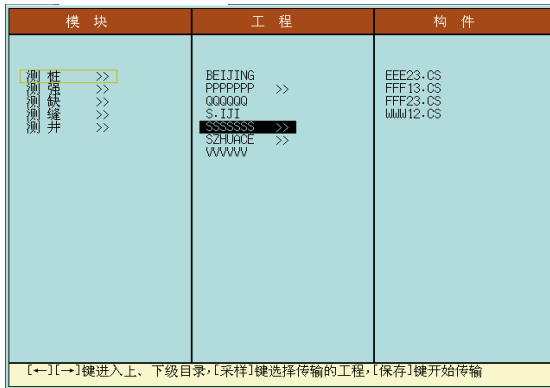 模 块 工 程 构 件
测 桩 >>
测 强 >>
测 缺 >>
测 缝 >>
测 井 >>
BEIJING
PPPPPPP >>
QQQQQQ
S.IJI
SSSSSSS >>
SZHUACE >>
VVVVVV
EEE23.CS
FFF13.CS
FFF23.CS
WWW12.CS
[←][→]键进入上、下级目录,[采样]键选择传输的工程,[保存]键开始传输